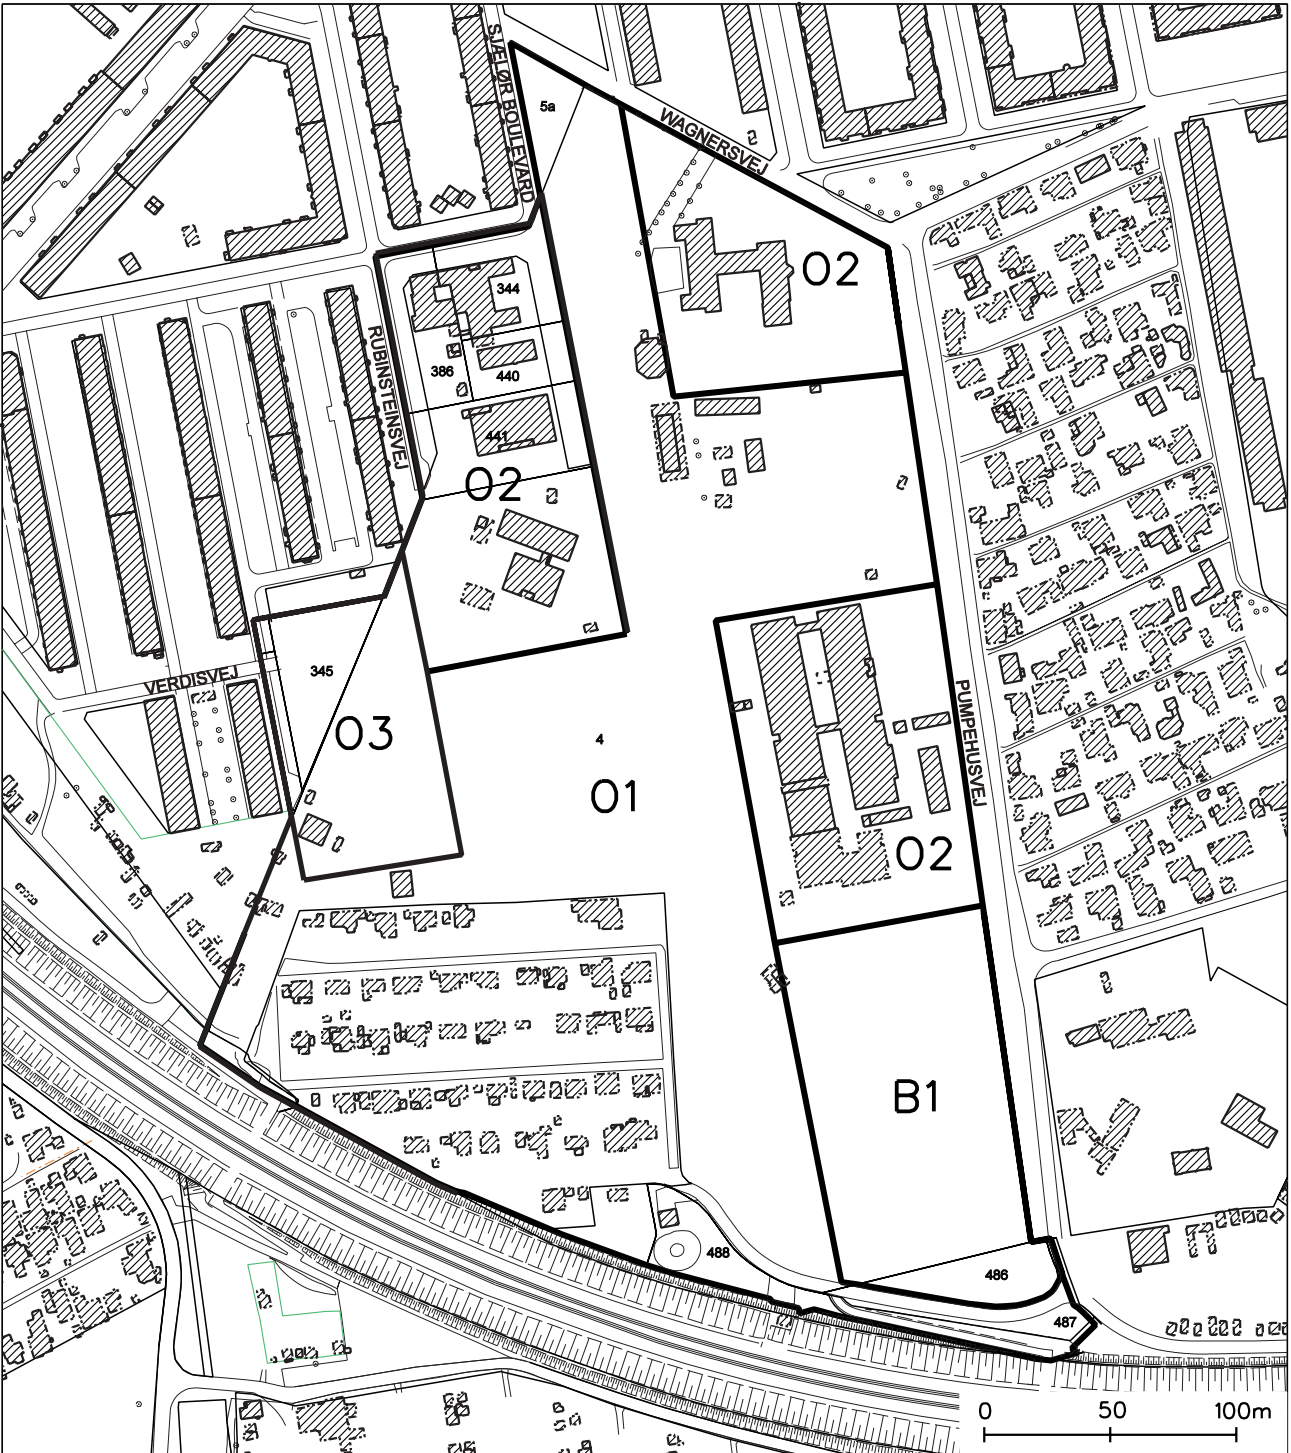 SJÆLØR BOULEVARD
5a
WAGNERSVEJ
O2
344
RUBINSTEINSVEJ
386
440
441
O2
VERDISVEJ
345
O3
4
O1
PUMPEHUSVEJ
O2
B1
488
486
487
0 50 100m